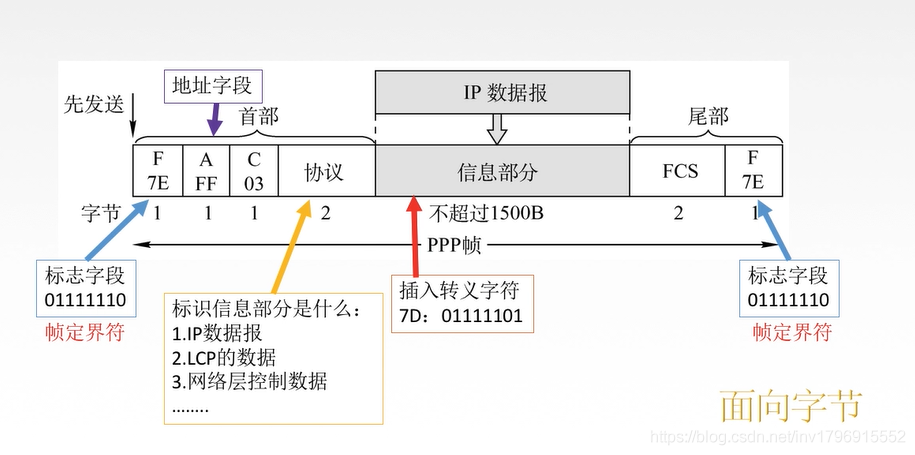 地址字段
IP 数据报
先发送
首部
尾部
F
7E
A
FF
C
03
协议
信息部分
FCS
F
7E
字节
1
1
1
2
不超过1500B
2
1
PPP帧
标志字段
01111110
帧定界符
标识信息部分是什么：
1.IP数据报
2.LCP的数据
3.网络层控制数据
........
插入转义字符
7D：01111101
标志字段
01111110
帧定界符
面向字节
https://blog.csdn.net/inv1796915552